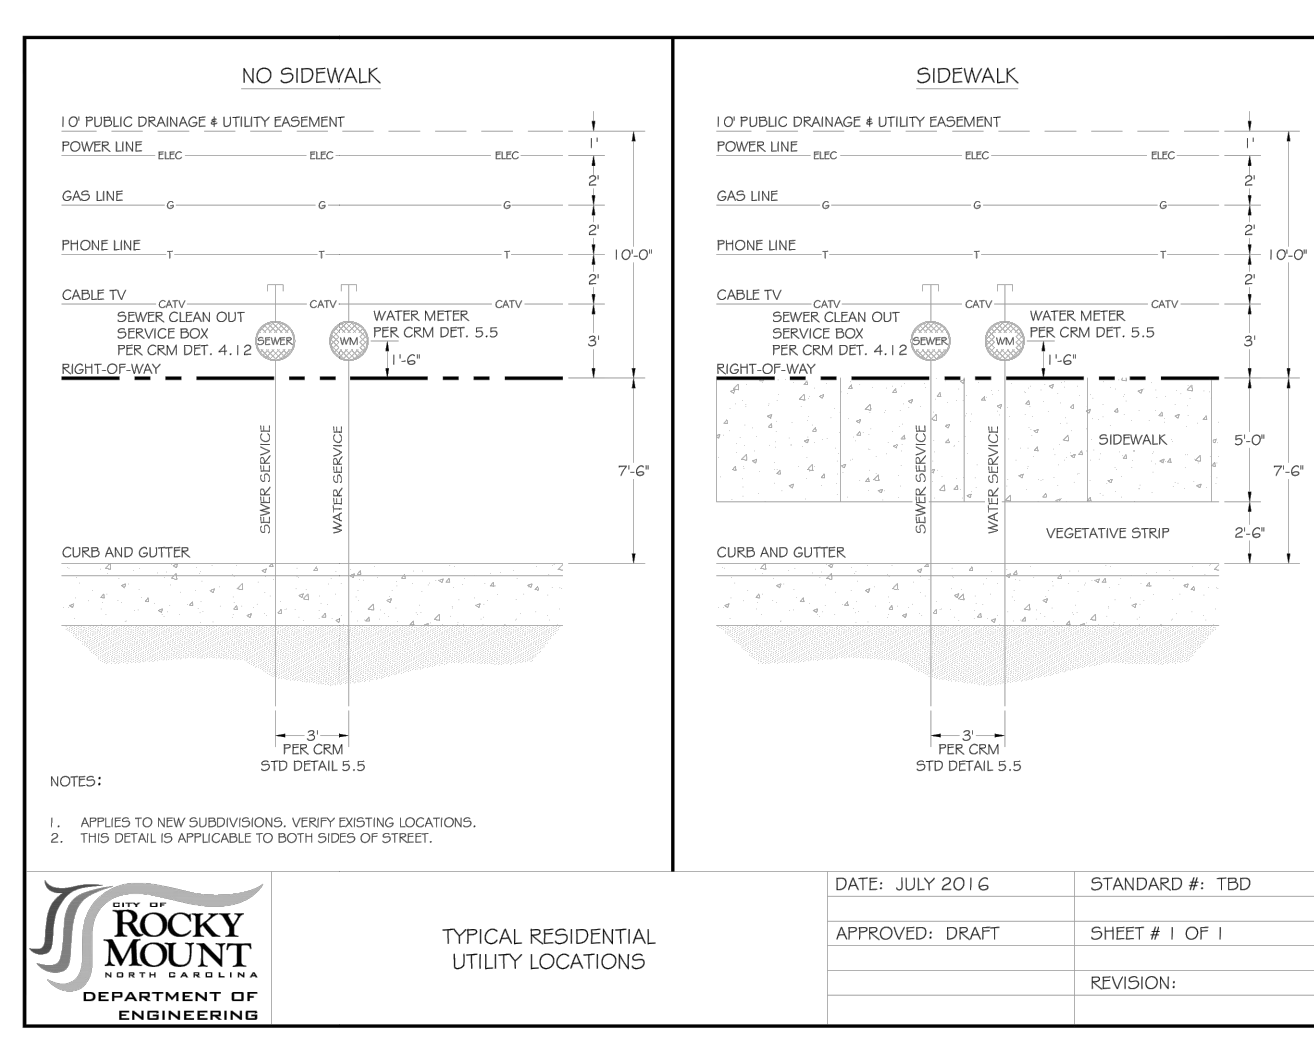 NO SIDEWALK
10' PUBLIC DRAINAGE & UTILITY EASEMENT
POWER LINE
ELEC ELEC ELEC
1'
2'
GAS LINE
G G G
2'
PHONE LINE
T T T
10'-0"
2'
CABLE TV
CATV CATV CATV
SEWER CLEAN OUT
SERVICE BOX
PER CRM DET. 4.12
SEWER
WM
WATER METER
PER CRM DET. 5.5
1'-6"
3'
RIGHT-OF-WAY
SEWER SERVICE
WATER SERVICE
7'-6"
CURB AND GUTTER
3'
PER CRM
STD DETAIL 5.5
NOTES:
1. APPLIES TO NEW SUBDIVISIONS. VERIFY EXISTING LOCATIONS.
2. THIS DETAIL IS APPLICABLE TO BOTH SIDES OF STREET.
SIDEWALK
10' PUBLIC DRAINAGE & UTILITY EASEMENT
POWER LINE
ELEC ELEC ELEC
1'
2'
GAS LINE
G G G
2'
PHONE LINE
T T T
10'-0"
2'
CABLE TV
CATV CATV CATV
SEWER CLEAN OUT
SERVICE BOX
PER CRM DET. 4.12
SEWER
WM
WATER METER
PER CRM DET. 5.5
1'-6"
3'
RIGHT-OF-WAY
SEWER SERVICE
WATER SERVICE
SIDEWALK
5'-0"
7'-6"
VEGETATIVE STRIP
2'-6"
CURB AND GUTTER
3'
PER CRM
STD DETAIL 5.5
CITY OF
ROCKY
MOUNT
NORTH CAROLINA
DEPARTMENT OF
ENGINEERING
TYPICAL RESIDENTIAL
UTILITY LOCATIONS
DATE: JULY 2016
STANDARD #: TBD
APPROVED: DRAFT
SHEET # 1 OF 1
REVISION: